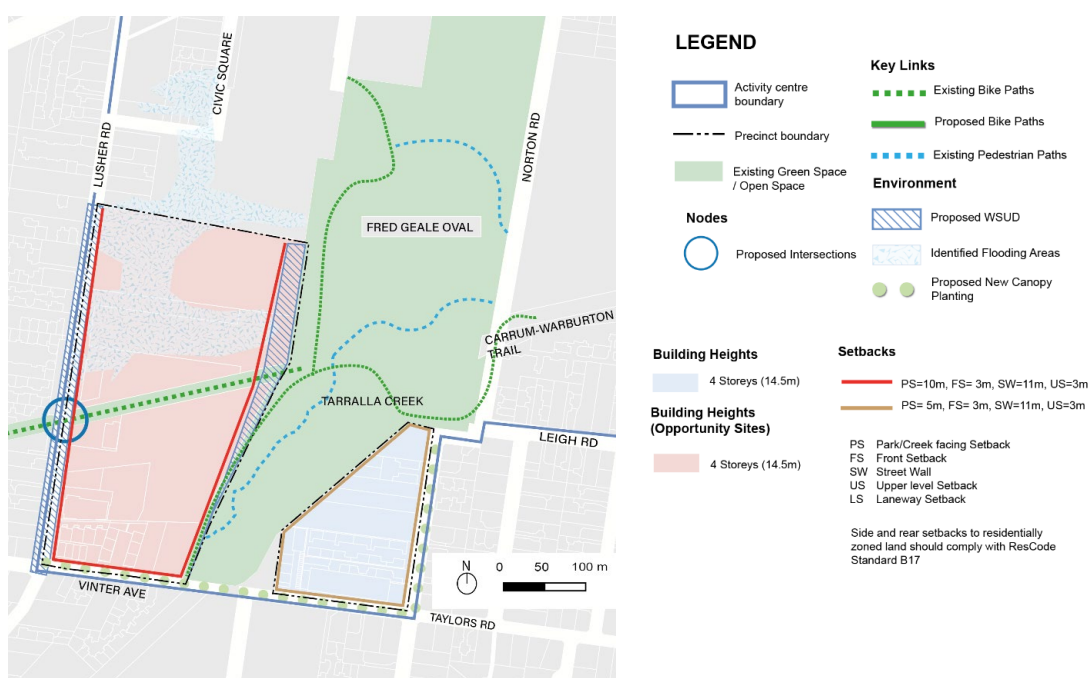 LUSHER RD
CIVIC SQUARE
NORTON RD
FRED GEALE OVAL
CARRUM-WARBURTON
TRAIL
TARRALLA CREEK
LEIGH RD
VINTER AVE
TAYLORS RD
N
0 50 100 m
LEGEND
Activity centre
boundary
Precinct boundary
Existing Green Space
/ Open Space
Nodes
Proposed Intersections
Key Links
Existing Bike Paths
Proposed Bike Paths
Existing Pedestrian Paths
Environment
Proposed WSUD
Identified Flooding Areas
Proposed New Canopy
Planting
Building Heights
4 Storeys (14.5m)
Building Heights
(Opportunity Sites)
4 Storeys (14.5m)
Setbacks
PS=10m, FS= 3m, SW=11m, US=3m
PS= 5m, FS= 3m, SW=11m, US=3m
PS Park/Creek facing Setback
FS Front Setback
SW Street Wall
US Upper level Setback
LS Laneway Setback
Side and rear setbacks to residentially
zoned land should comply with ResCode
Standard B17